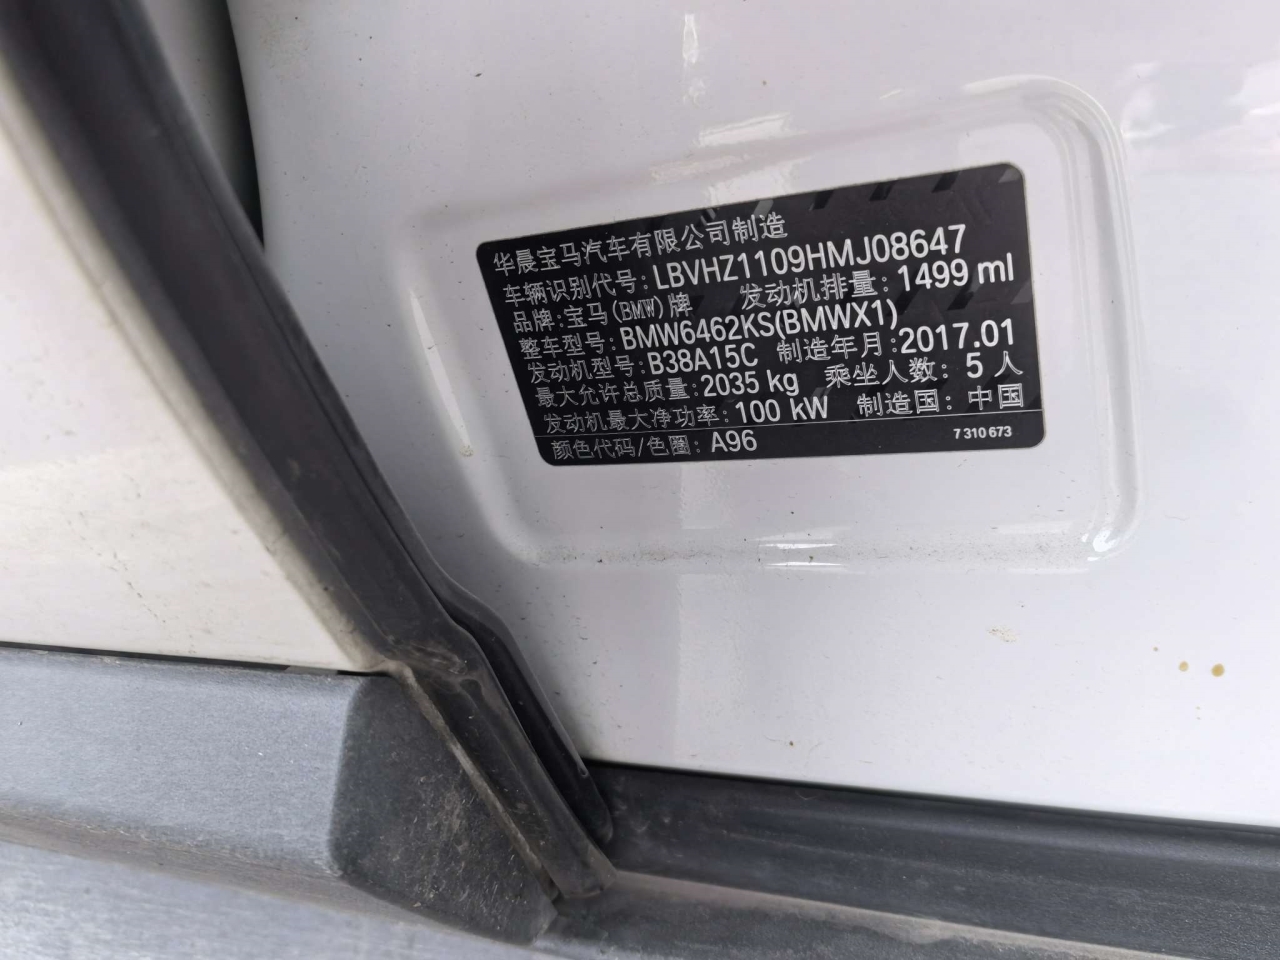 华晨宝马汽车有限公司制造
车辆识别代号: LBVHZ1109HMJ08647
品牌: 宝马(BMW)牌 发动机排量: 1499 ml
整车型号: BMW6462KS(BMWX1)
发动机型号: B38A15C 制造年月: 2017.01
最大允许总质量: 2035 kg 乘坐人数: 5 人
发动机最大净功率: 100 kW 制造国: 中国
颜色代码/色圈: A96 7 310 673